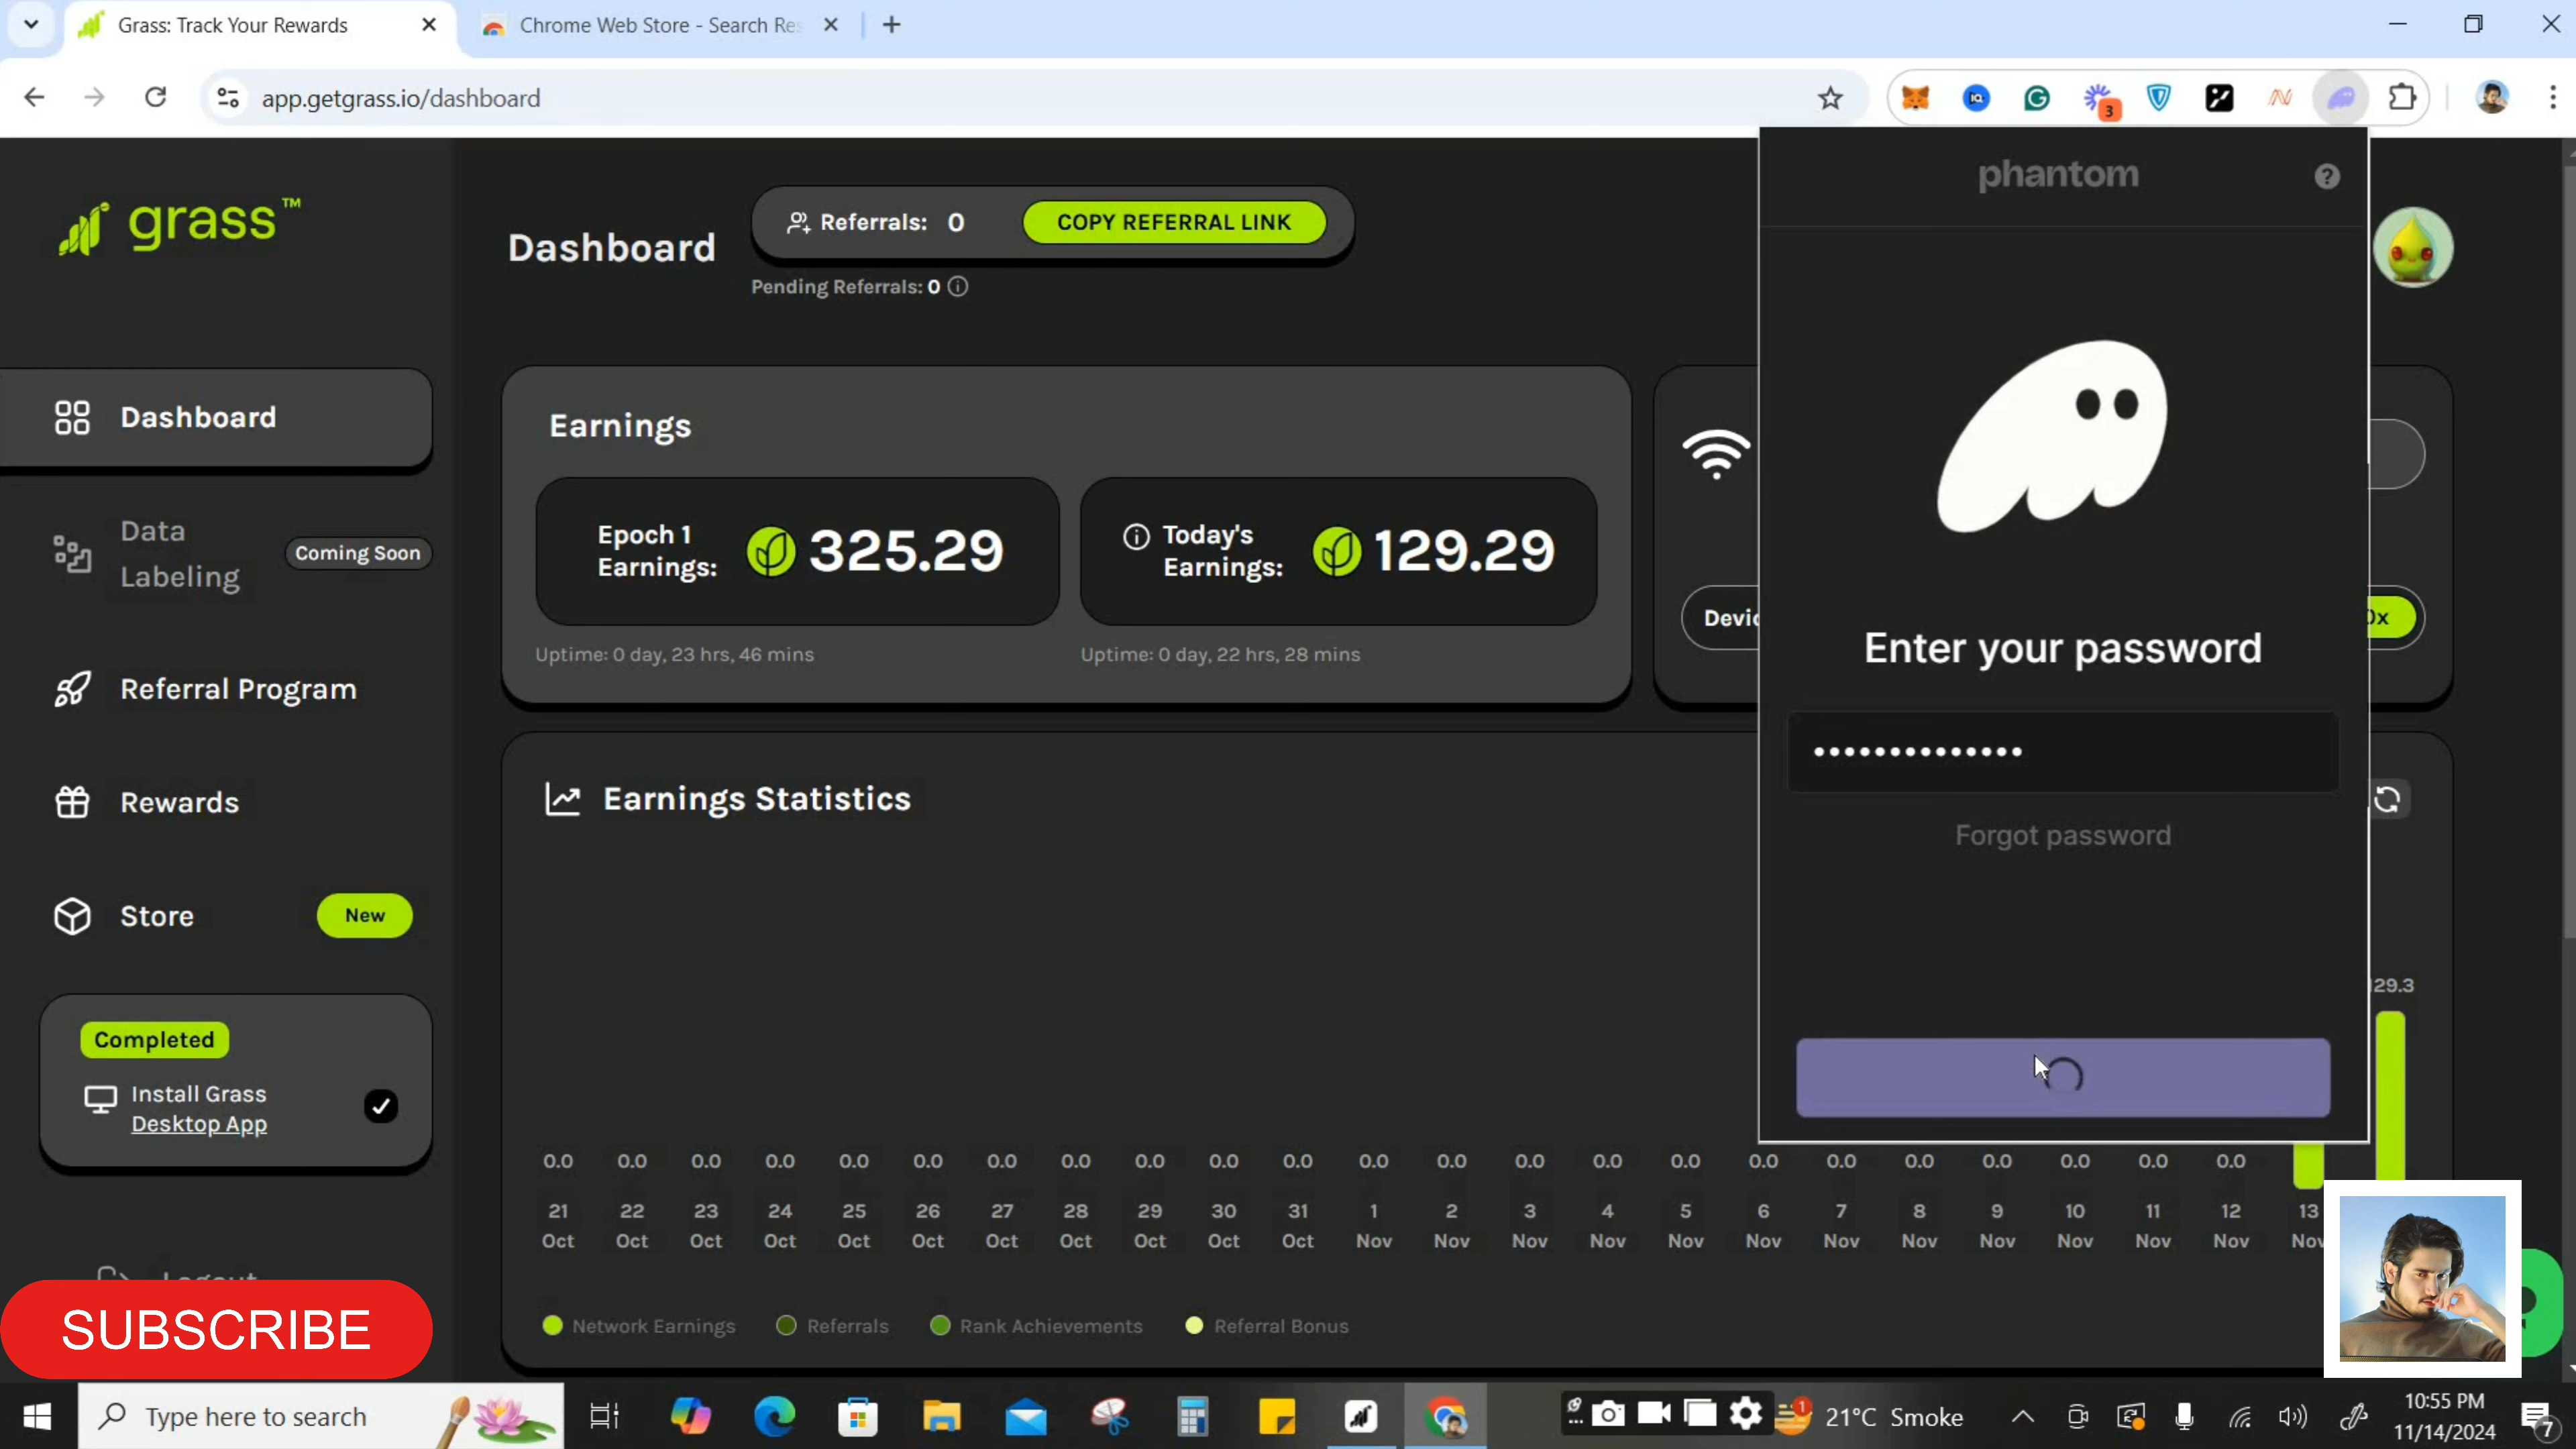 Grass: Track Your Rewards
Chrome Web Store - Search Res
app.getgrass.io/dashboard
3
grass™
Dashboard
Referrals: 0
COPY REFERRAL LINK
Pending Referrals: 0
phantom
?
Dashboard
Data
Labeling
Coming Soon
Referral Program
Rewards
Store
New
Completed
Install Grass
Desktop App
Earnings
Epoch 1
Earnings:
325.29
Today's
Earnings:
129.29
Uptime: 0 day, 23 hrs, 46 mins
Uptime: 0 day, 22 hrs, 28 mins
Devic
0x
Enter your password
••••••••••••••
Forgot password
Earnings Statistics
129.3
0.0 0.0 0.0 0.0 0.0 0.0 0.0 0.0 0.0 0.0 0.0 0.0 0.0 0.0 0.0 0.0 0.0 0.0 0.0 0.0 0.0 0.0 0.0
21 22 23 24 25 26 27 28 29 30 31 1 2 3 4 5 6 7 8 9 10 11 12 13
Oct Oct Oct Oct Oct Oct Oct Oct Oct Oct Oct Nov Nov Nov Nov Nov Nov Nov Nov Nov Nov Nov Nov Nov
Network Earnings
Referrals
Rank Achievements
Referral Bonus
Logout
SUBSCRIBE
Type here to search
1
21°C Smoke
10:55 PM
11/14/2024
7